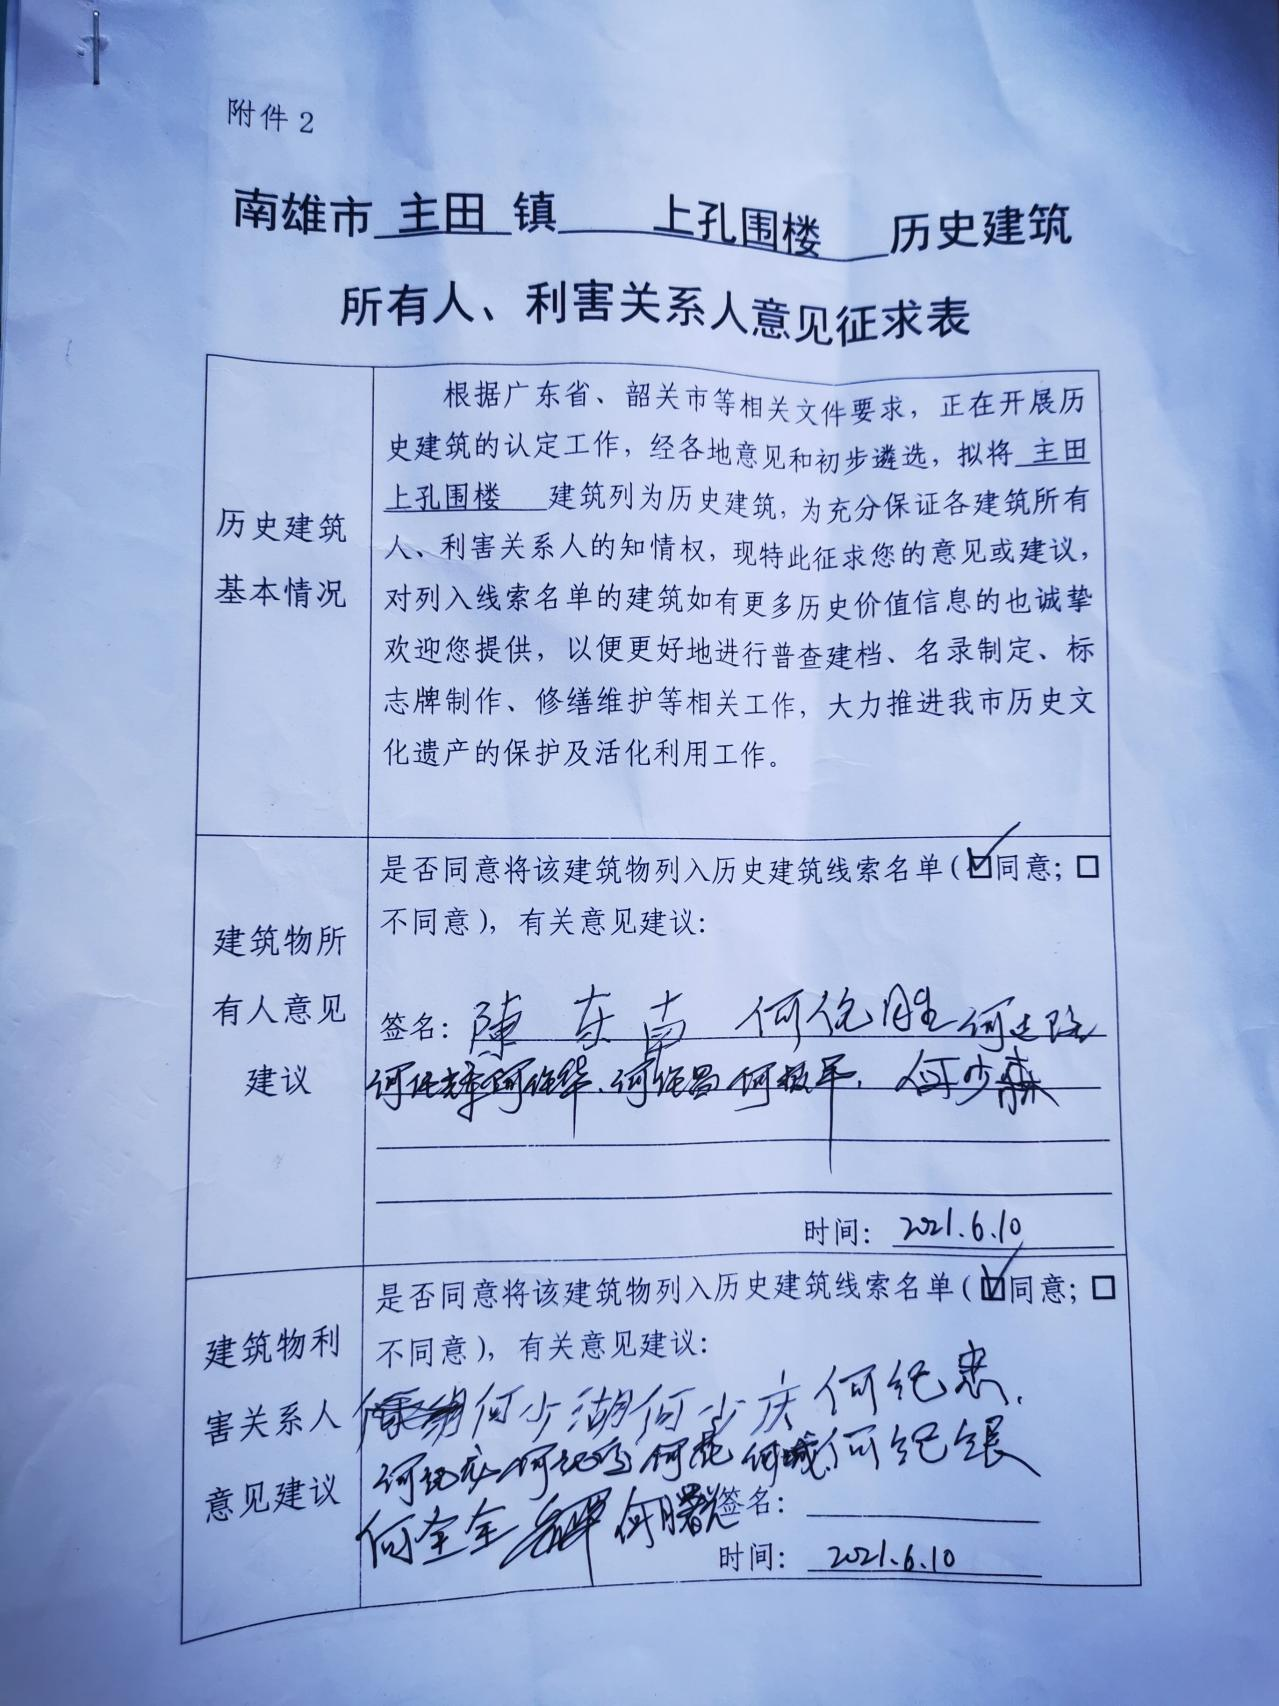 附件2
南雄市 主田 镇 上孔围楼 历史建筑
所有人、利害关系人意见征求表
历史建筑
基本情况
根据广东省、韶关市等相关文件要求，正在开展历
史建筑的认定工作，经各地意见和初步遴选，拟将 主田
上孔围楼 建筑列为历史建筑，为充分保证各建筑所有
人、利害关系人的知情权，现特此征求您的意见或建议，
对列入线索名单的建筑如有更多历史价值信息的也诚挚
欢迎您提供，以便更好地进行普查建档、名录制定、标
志牌制作、修缮维护等相关工作，大力推进我市历史文
化遗产的保护及活化利用工作。
建筑物所
有人意见
建议
是否同意将该建筑物列入历史建筑线索名单（☑同意；□
不同意），有关意见建议：
签名：陳东南
何少森
时间：2021.6.10
建筑物利
害关系人
意见建议
是否同意将该建筑物列入历史建筑线索名单（☑同意；□
不同意），有关意见建议：
何少湖 何少庆 何纪忠
何纪银
何全全 何曙光 签名：
时间：2021.6.10